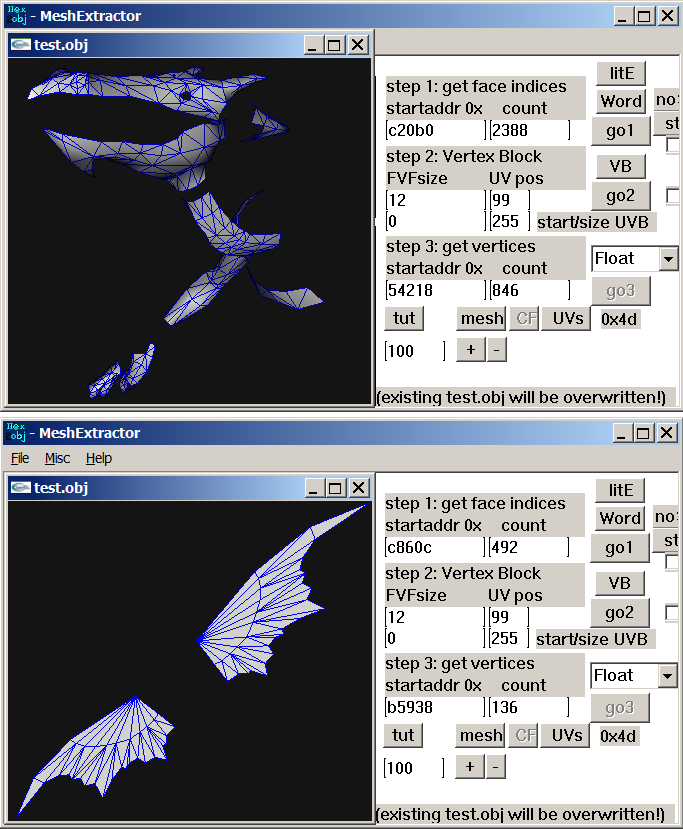 Hex obj - MeshExtractor
test.obj
step 1: get face indices
startaddr 0x count
c20b0 2388
litE
Word
go1
no:
st
step 2: Vertex Block
FVFsize UV pos
12 99
0 255 start/size UVB
VB
go2
step 3: get vertices
startaddr 0x count
54218 846
Float
go3
tut mesh CF UVs 0x4d
100 + -
(existing test.obj will be overwritten!)
Hex obj - MeshExtractor
File Misc Help
test.obj
step 1: get face indices
startaddr 0x count
c860c 492
litE
Word
go1
no:
st
step 2: Vertex Block
FVFsize UV pos
12 99
0 255 start/size UVB
VB
go2
step 3: get vertices
startaddr 0x count
b5938 136
Float
go3
tut mesh CF UVs 0x4d
100 + -
(existing test.obj will be overwritten!)